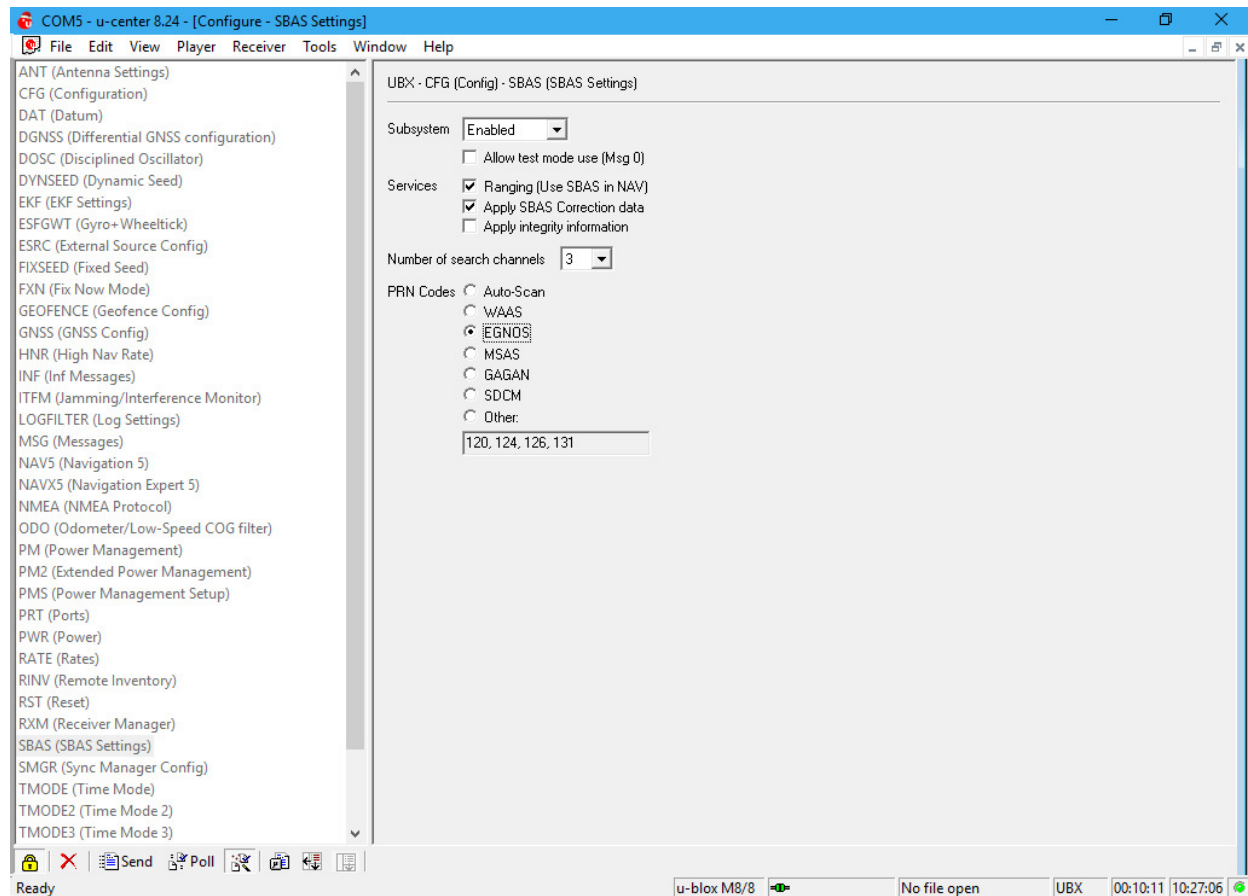 COM5 - u-center 8.24 - [Configure - SBAS Settings]
File Edit View Player Receiver Tools Window Help
ANT (Antenna Settings)
CFG (Configuration)
DAT (Datum)
DGNSS (Differential GNSS configuration)
DOSC (Disciplined Oscillator)
DYNSEED (Dynamic Seed)
EKF (EKF Settings)
ESFGWT (Gyro+Wheeltick)
ESRC (External Source Config)
FIXSEED (Fixed Seed)
FXN (Fix Now Mode)
GEOFENCE (Geofence Config)
GNSS (GNSS Config)
HNR (High Nav Rate)
INF (Inf Messages)
ITFM (Jamming/Interference Monitor)
LOGFILTER (Log Settings)
MSG (Messages)
NAV5 (Navigation 5)
NAVX5 (Navigation Expert 5)
NMEA (NMEA Protocol)
ODO (Odometer/Low-Speed COG filter)
PM (Power Management)
PM2 (Extended Power Management)
PMS (Power Management Setup)
PRT (Ports)
PWR (Power)
RATE (Rates)
RINV (Remote Inventory)
RST (Reset)
RXM (Receiver Manager)
SBAS (SBAS Settings)
SMGR (Sync Manager Config)
TMODE (Time Mode)
TMODE2 (Time Mode 2)
TMODE3 (Time Mode 3)
UBX - CFG (Config) - SBAS (SBAS Settings)
Subsystem Enabled
Allow test mode use (Msg 0)
Services Ranging (Use SBAS in NAV)
Apply SBAS Correction data
Apply integrity information
Number of search channels 3
PRN Codes Auto-Scan
WAAS
EGNOS
MSAS
GAGAN
SDCM
Other:
120, 124, 126, 131
Send Poll
Ready u-blox M8/8 No file open UBX 00:10:11 10:27:06